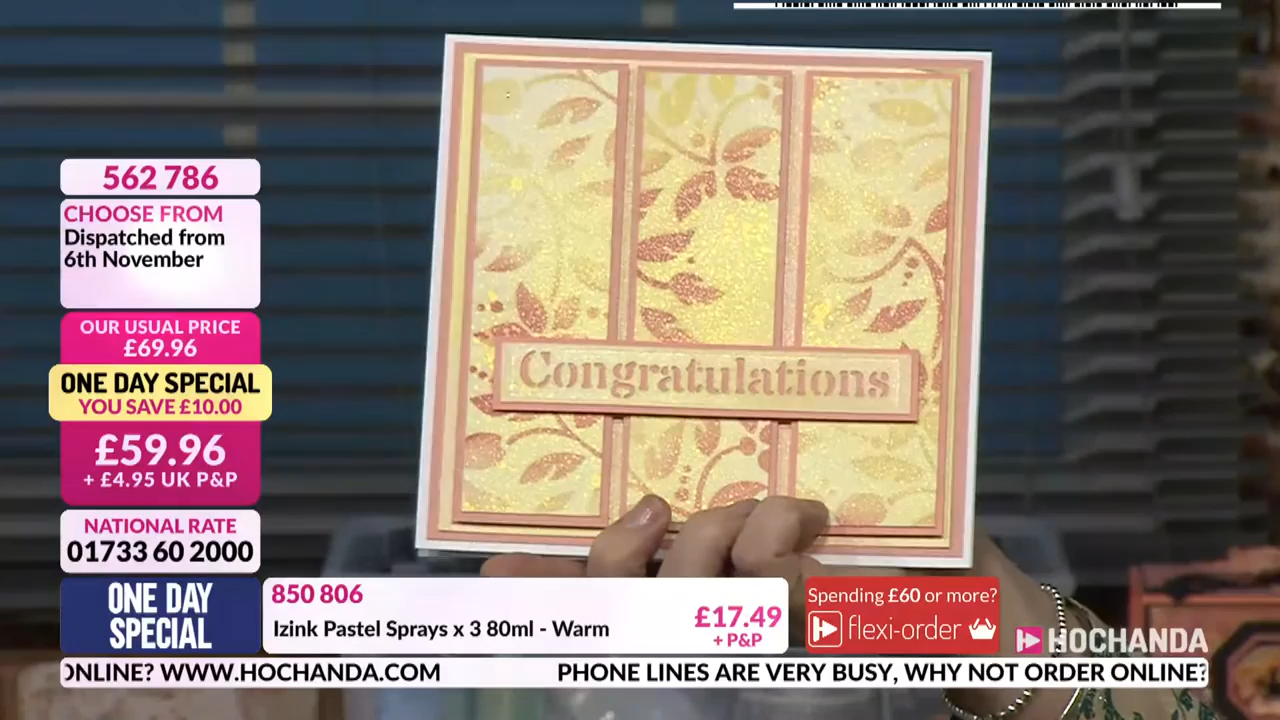 562 786
CHOOSE FROM
Dispatched from
6th November
OUR USUAL PRICE
£69.96
ONE DAY SPECIAL
YOU SAVE £10.00
£59.96
+ £4.95 UK P&P
NATIONAL RATE
01733 60 2000
Congratulations
ONE DAY
SPECIAL
850 806
Izink Pastel Sprays x 3 80ml - Warm
£17.49
+ P&P
Spending £60 or more?
flexi-order
HOCHANDA
ONLINE? WWW.HOCHANDA.COM PHONE LINES ARE VERY BUSY, WHY NOT ORDER ONLINE?